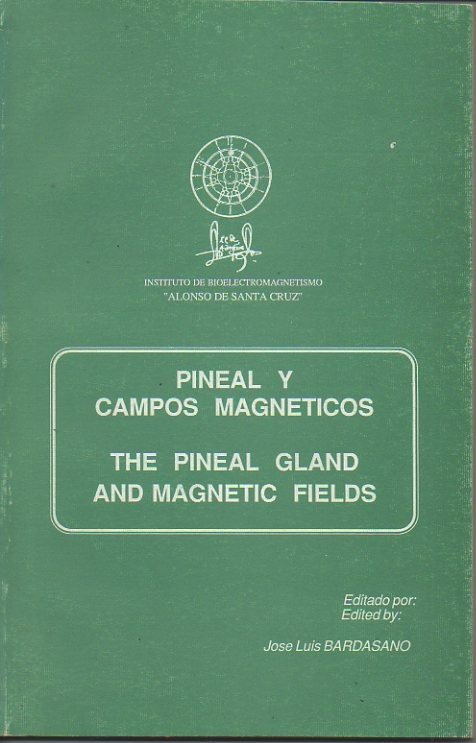 INSTITUTO DE BIOELECTROMAGNETISMO
"ALONSO DE SANTA CRUZ"
PINEAL Y
CAMPOS MAGNETICOS
THE PINEAL GLAND
AND MAGNETIC FIELDS
Editado por:
Edited by:
Jose Luis BARDASANO